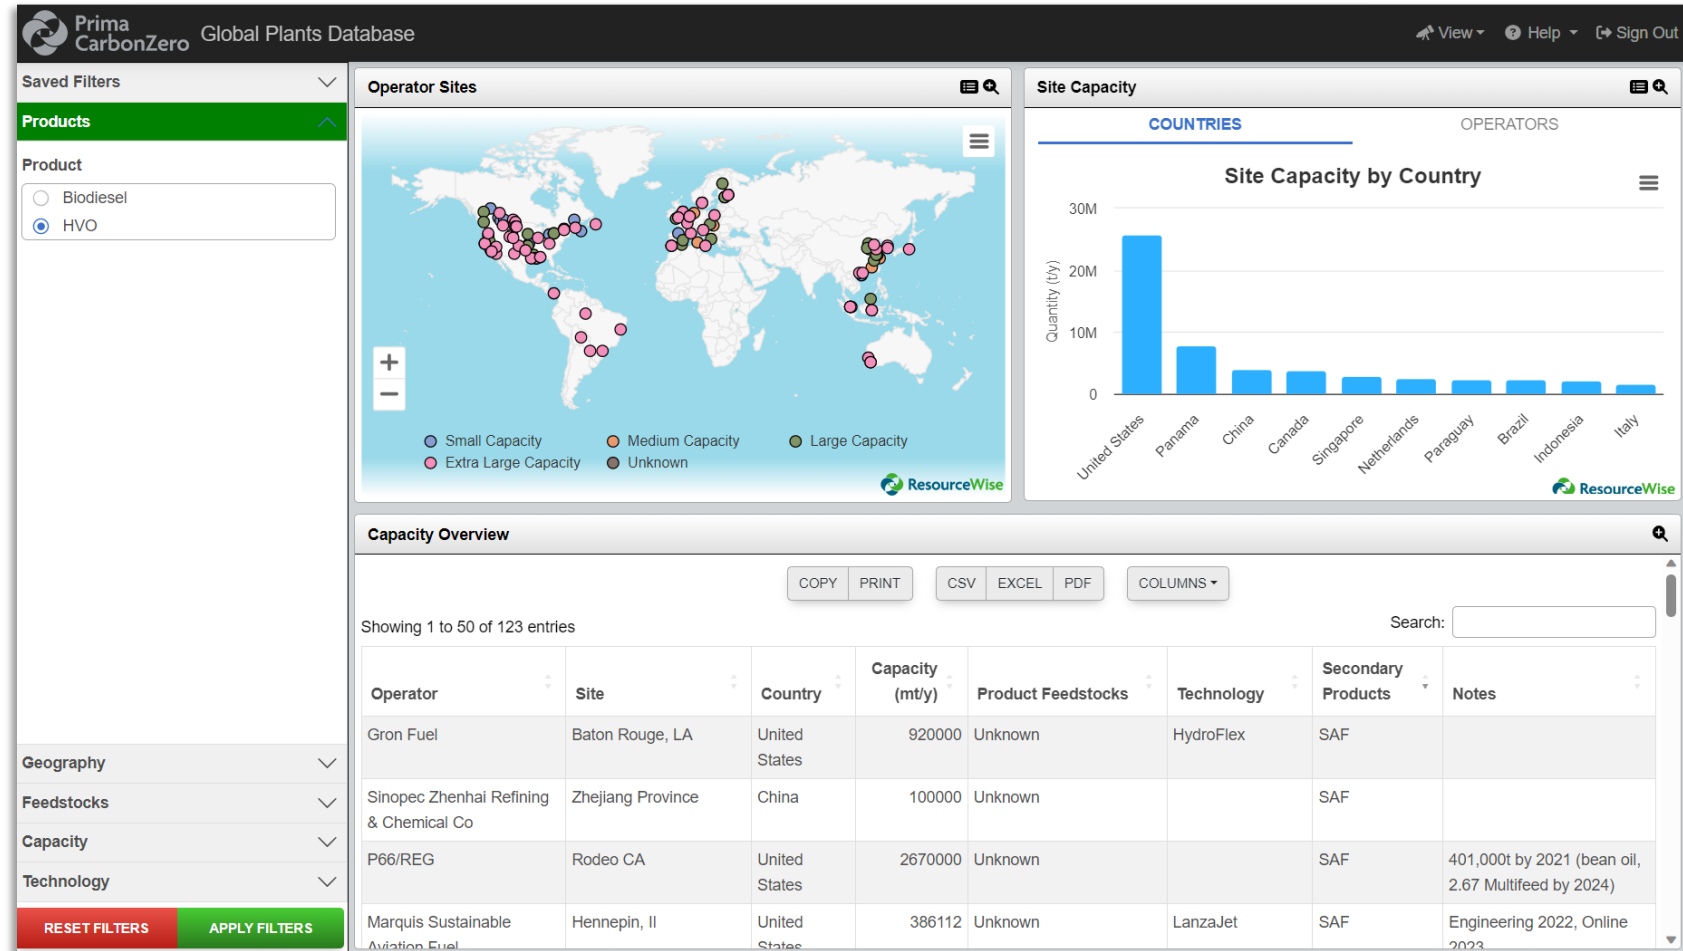 Prima
CarbonZero
Global Plants Database
View
Help
Sign Out
Saved Filters
Products
Product
Biodiesel
HVO
Geography
Feedstocks
Capacity
Technology
RESET FILTERS
APPLY FILTERS
Operator Sites
Small Capacity
Medium Capacity
Large Capacity
Extra Large Capacity
Unknown
ResourceWise
Site Capacity
COUNTRIES
OPERATORS
Site Capacity by Country
Quantity (t/y)
30M
20M
10M
0
United States
Panama
China
Canada
Singapore
Netherlands
Paraguay
Brazil
Indonesia
Italy
ResourceWise
Capacity Overview
COPY PRINT CSV EXCEL PDF COLUMNS
Showing 1 to 50 of 123 entries
Search:
Operator Site Country Capacity (mt/y) Product Feedstocks Technology Secondary Products Notes
Gron Fuel Baton Rouge, LA United States 920000 Unknown HydroFlex SAF
Sinopec Zhenhai Refining & Chemical Co Zhejiang Province China 100000 Unknown SAF
P66/REG Rodeo CA United States 2670000 Unknown SAF 401,000t by 2021 (bean oil, 2.67 Multifeed by 2024)
Marquis Sustainable Aviation Fuel Hennepin, Il United States 386112 Unknown LanzaJet SAF Engineering 2022, Online 2023